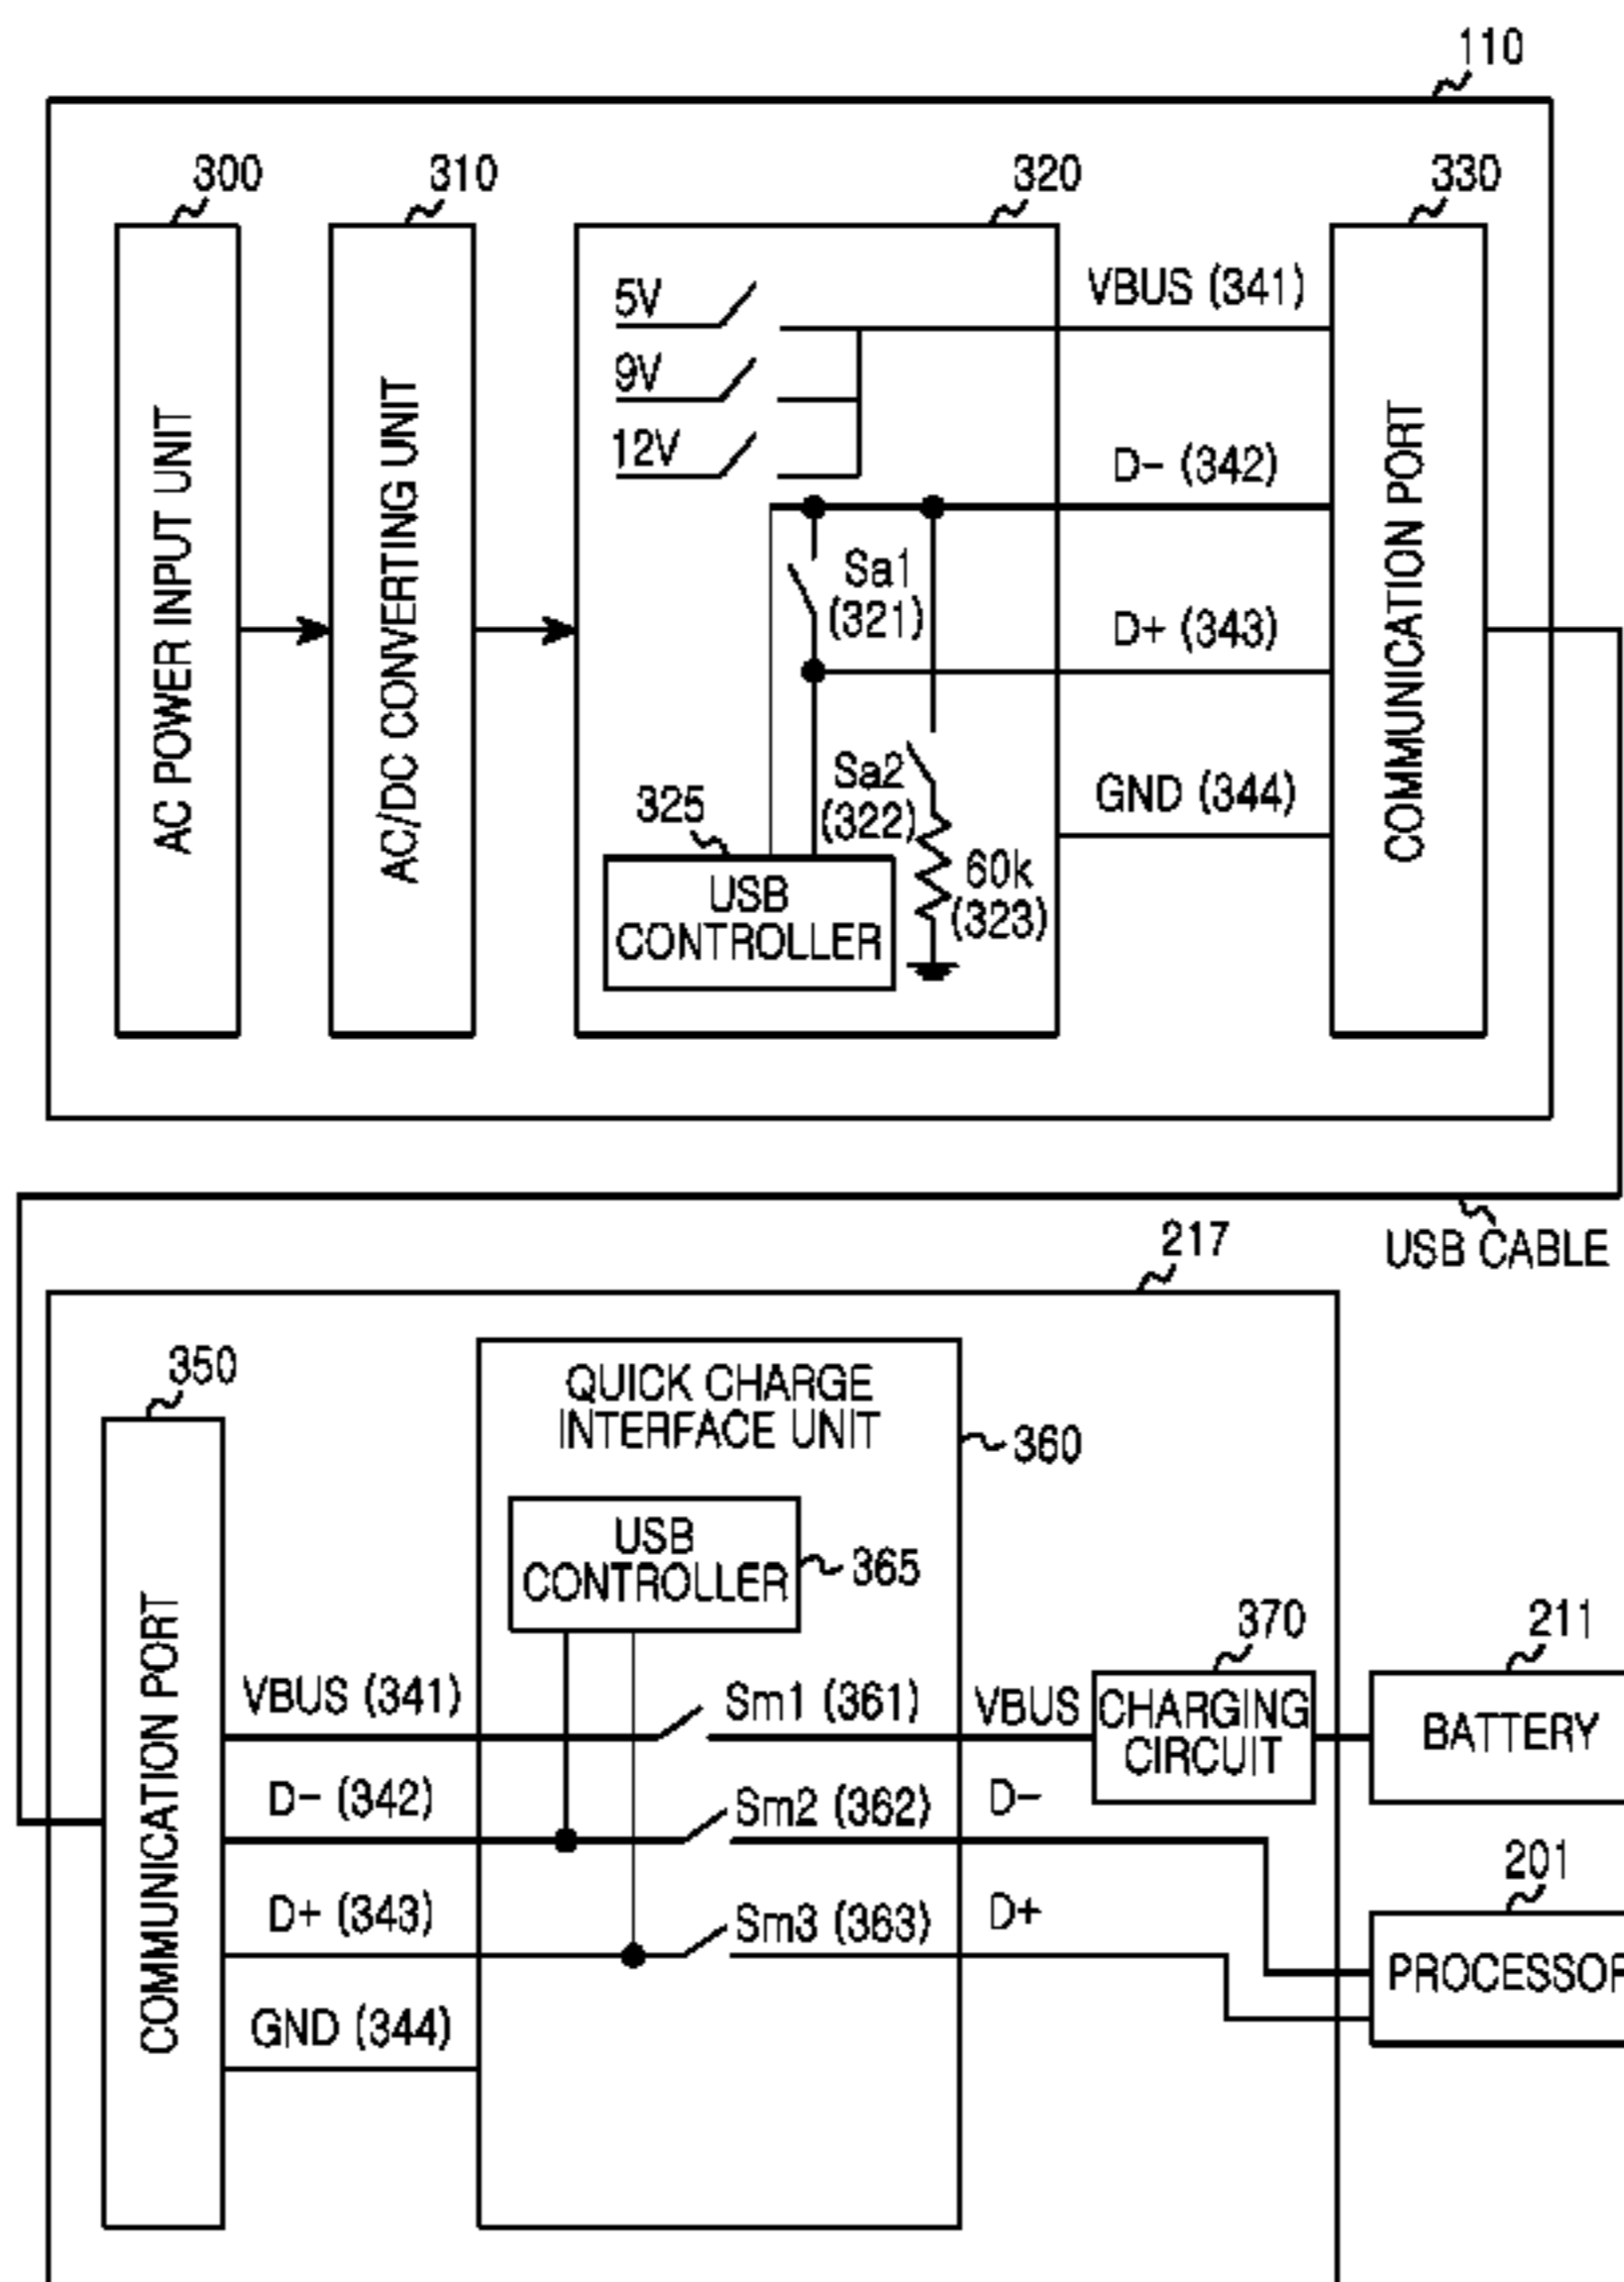 110
300
310
320
330
AC POWER INPUT UNIT
AC/DC CONVERTING UNIT
5V
9V
12V
VBUS (341)
D- (342)
Sa1
(321)
D+ (343)
Sa2
(322)
GND (344)
325
60k
(323)
USB
CONTROLLER
COMMUNICATION PORT
USB CABLE
217
350
QUICK CHARGE
INTERFACE UNIT
360
USB
CONTROLLER
365
COMMUNICATION PORT
VBUS (341)
Sm1 (361)
VBUS
370
CHARGING
CIRCUIT
211
BATTERY
D- (342)
Sm2 (362)
D-
D+ (343)
Sm3 (363)
D+
201
PROCESSOR
GND (344)